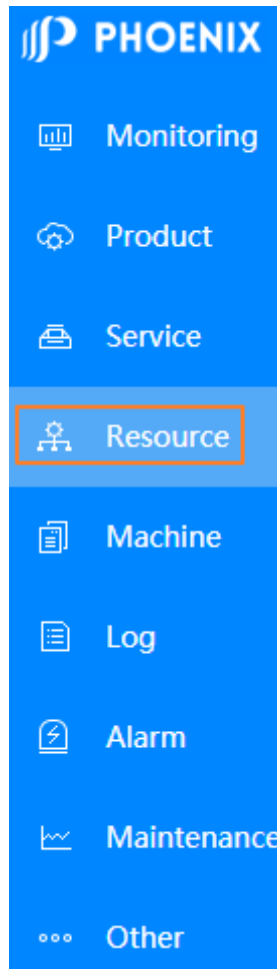 PHOENIX
Monitoring
Product
Service
Resource
Machine
Log
Alarm
Maintenance
Other